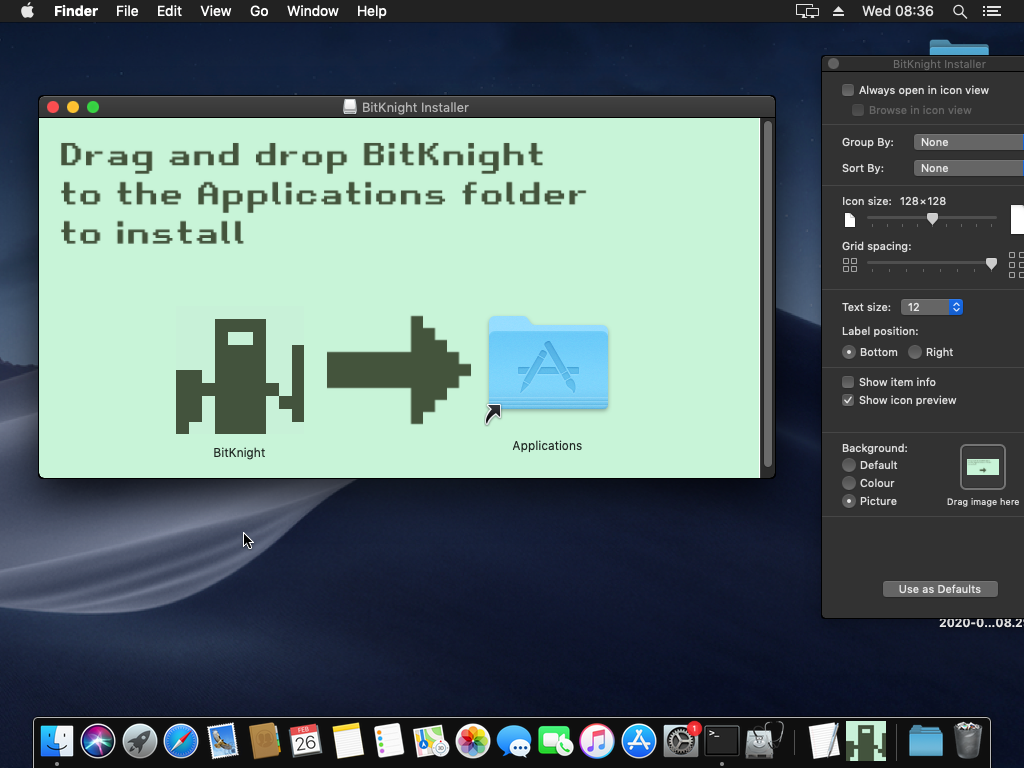 Finder File Edit View Go Window Help
Wed 08:36
BitKnight Installer
Drag and drop BitKnight
to the Applications folder
to install
BitKnight
Applications
BitKnight Installer
Always open in icon view
Browse in icon view
Group By: None
Sort By: None
Icon size: 128×128
Grid spacing:
Text size: 12
Label position:
Bottom Right
Show item info
Show icon preview
Background:
Default
Colour
Picture
Drag image here
Use as Defaults
2020-0...08.2
FEB
26
1